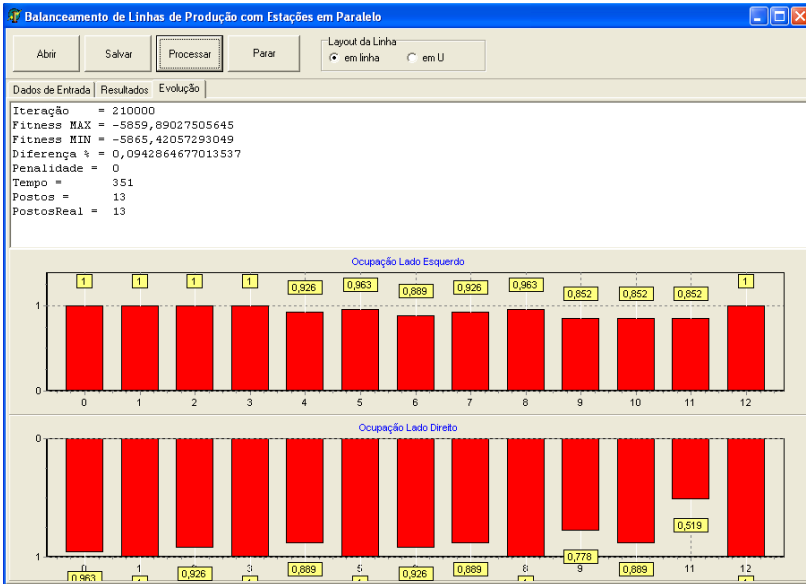 Balanceamento de Linhas de Produção com Estações em Paralelo
Abrir Salvar Processar Parar
Layout da Linha
em linha em U
Dados de Entrada Resultados Evolução
Iteração = 210000
Fitness MAX = -5859,89027505645
Fitness MIN = -5865,42057293049
Diferença % = 0,0942864677013537
Penalidade = 0
Tempo = 351
Postos = 13
PostosReal = 13
Ocupação Lado Esquerdo
1 1 1 1 0,926 0,963 0,889 0,926 0,963 0,852 0,852 0,852 1
1
0
0 1 2 3 4 5 6 7 8 9 10 11 12
Ocupação Lado Direito
0
0,519
1
0 1 2 3 4 5 6 7 8 9 10 11 12
0,963 1 0,926 1 0,889 1 0,926 0,889 1 0,778 0,889 1